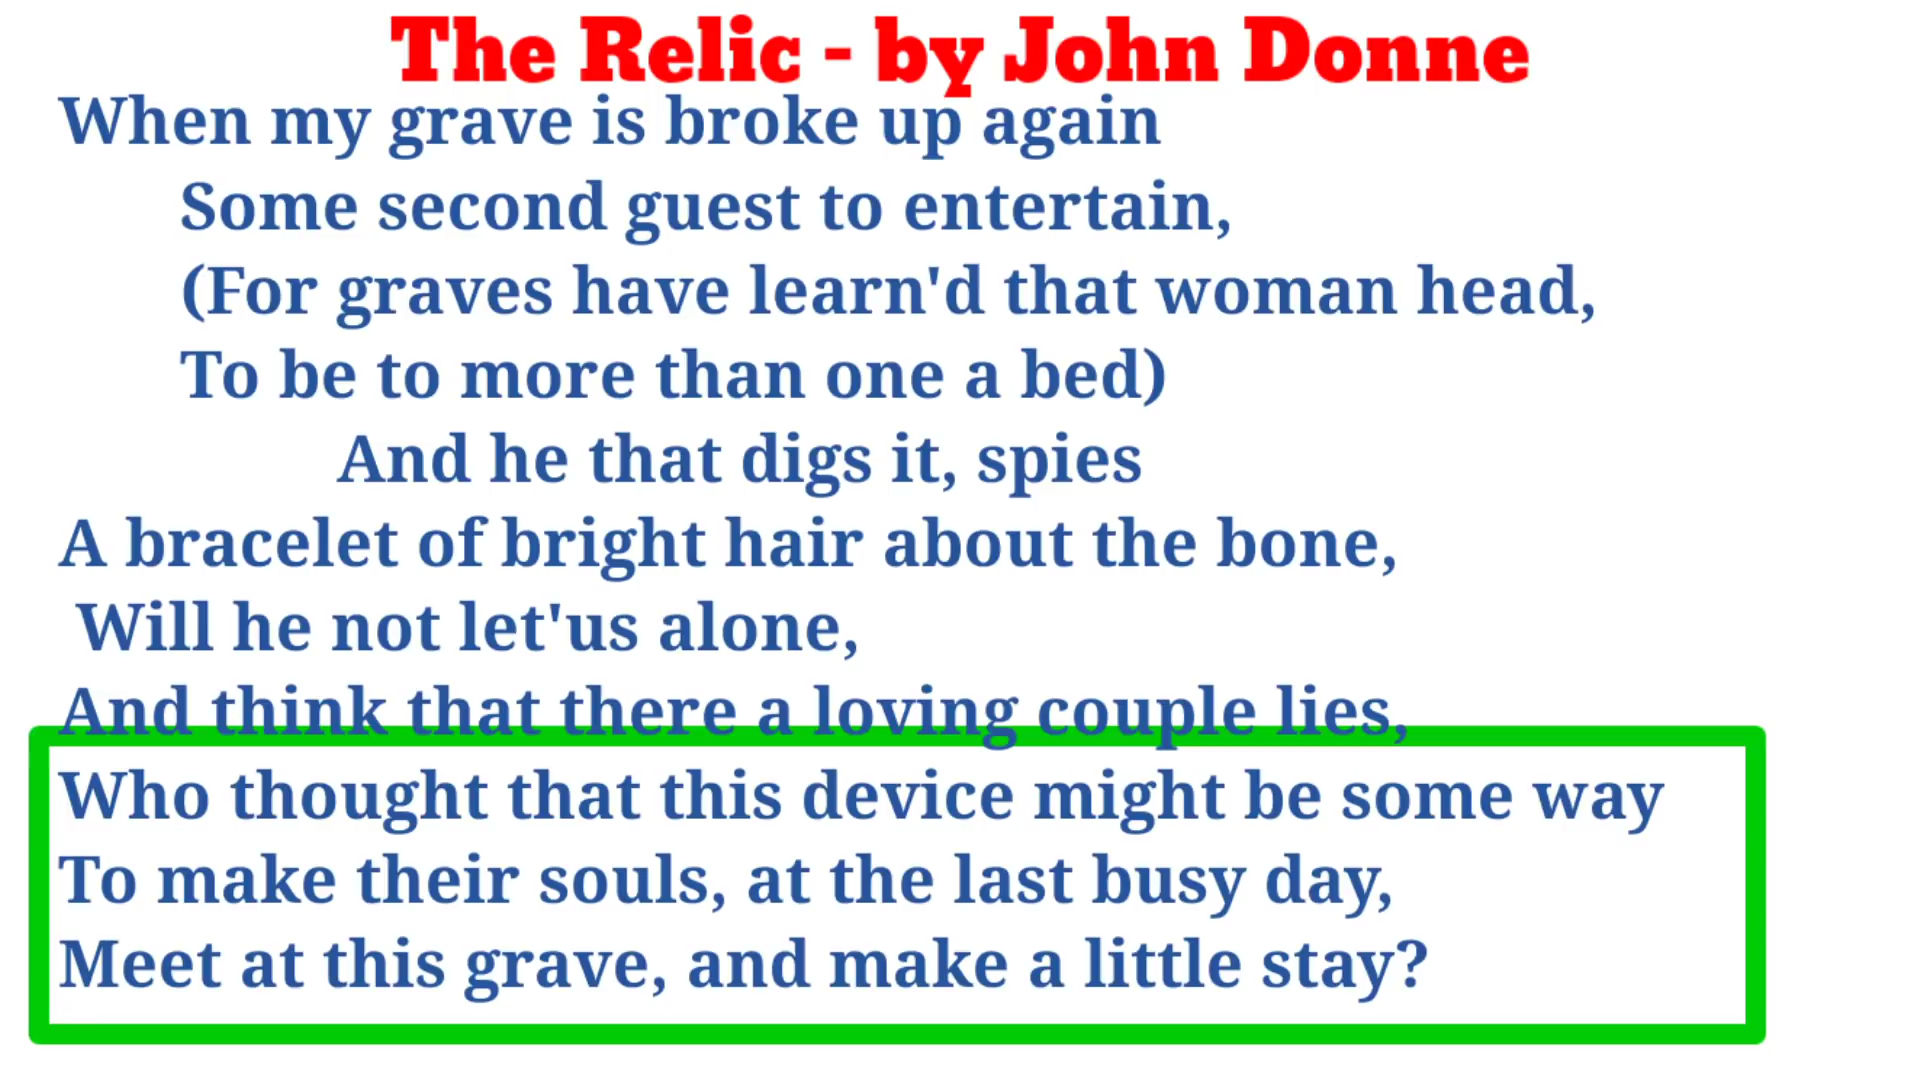 The Relic - by John Donne
When my grave is broke up again
Some second guest to entertain,
(For graves have learn'd that woman head,
To be to more than one a bed)
And he that digs it, spies
A bracelet of bright hair about the bone,
Will he not let'us alone,
And think that there a loving couple lies,
Who thought that this device might be some way
To make their souls, at the last busy day,
Meet at this grave, and make a little stay?